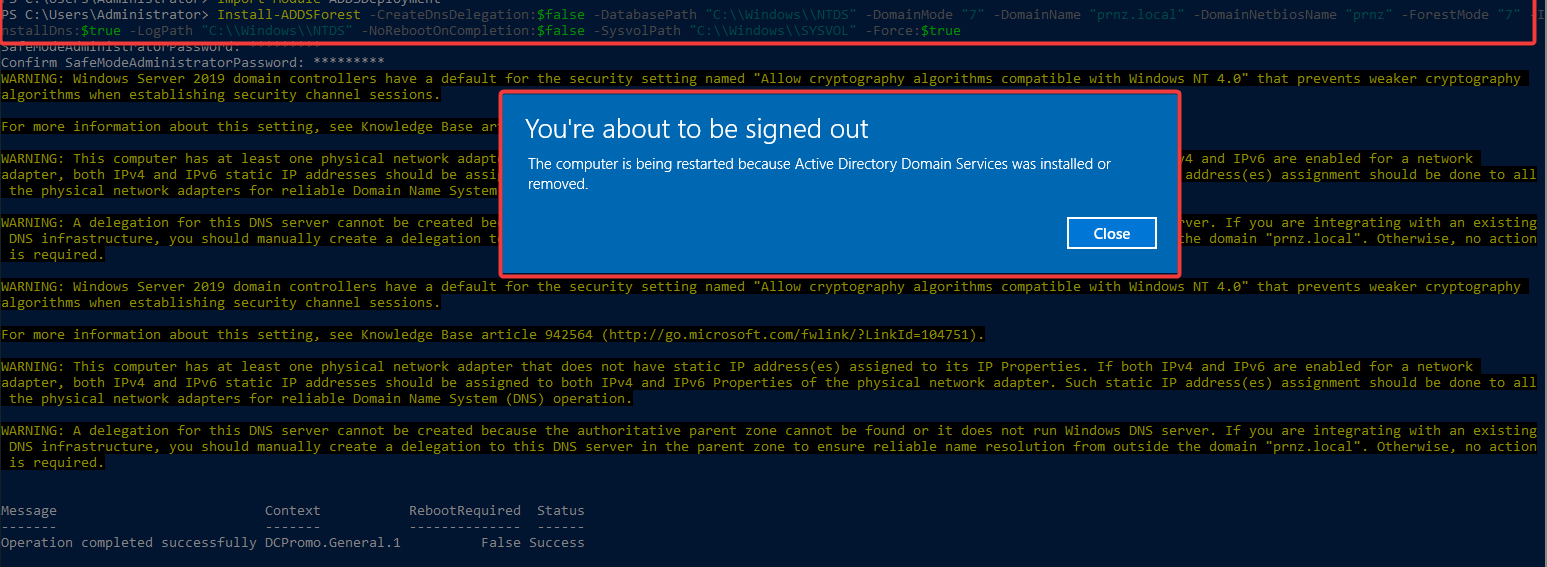 PS C:\Users\Administrator> Import-Module ADDSDeployment
PS C:\Users\Administrator> Install-ADDSForest -CreateDnsDelegation:$false -DatabasePath "C:\\Windows\\NTDS" -DomainMode "7" -DomainName "prnz.local" -DomainNetbiosName "prnz" -ForestMode "7" -I
nstallDns:$true -LogPath "C:\\Windows\\NTDS" -NoRebootOnCompletion:$false -SysvolPath "C:\\Windows\\SYSVOL" -Force:$true
SafeModeAdministratorPassword: *********
Confirm SafeModeAdministratorPassword: *********
WARNING: Windows Server 2019 domain controllers have a default for the security setting named "Allow cryptography algorithms compatible with Windows NT 4.0" that prevents weaker cryptography
algorithms when establishing security channel sessions.
For more information about this setting, see Knowledge Base
WARNING: This computer has at least one physical network v4 and IPv6 are enabled for a network
adapter, both IPv4 and IPv6 static IP addresses should be address(es) assignment should be done to all
the physical network adapters for reliable Domain Name System
WARNING: A delegation for this DNS server cannot be created If you are integrating with an existing
DNS infrastructure, you should manually create a delegation the domain "prnz.local". Otherwise, no action
is required.
You're about to be signed out
The computer is being restarted because Active Directory Domain Services was installed or
removed.
Close
WARNING: Windows Server 2019 domain controllers have a default for the security setting named "Allow cryptography algorithms compatible with Windows NT 4.0" that prevents weaker cryptography
algorithms when establishing security channel sessions.
For more information about this setting, see Knowledge Base article 942564 (http://go.microsoft.com/fwlink/?LinkId=104751).
WARNING: This computer has at least one physical network adapter that does not have static IP address(es) assigned to its IP Properties. If both IPv4 and IPv6 are enabled for a network
adapter, both IPv4 and IPv6 static IP addresses should be assigned to both IPv4 and IPv6 Properties of the physical network adapter. Such static IP address(es) assignment should be done to all
the physical network adapters for reliable Domain Name System (DNS) operation.
WARNING: A delegation for this DNS server cannot be created because the authoritative parent zone cannot be found or it does not run Windows DNS server. If you are integrating with an existing
DNS infrastructure, you should manually create a delegation to this DNS server in the parent zone to ensure reliable name resolution from outside the domain "prnz.local". Otherwise, no action
is required.
Message Context RebootRequired Status
------- ------- -------------- ------
Operation completed successfully DCPromo.General.1 False Success